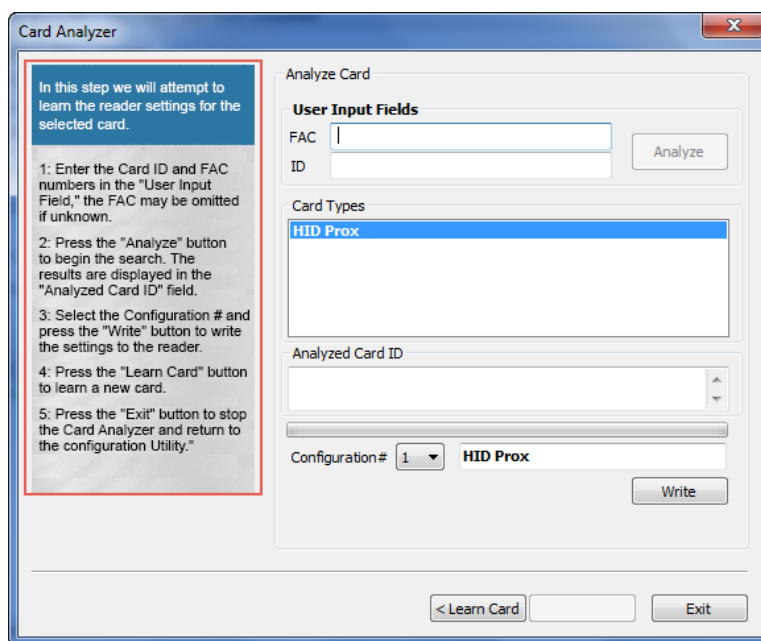 Card Analyzer
In this step we will attempt to
learn the reader settings for the
selected card.
1: Enter the Card ID and FAC
numbers in the "User Input
Field," the FAC may be omitted
if unknown.
2: Press the "Analyze" button
to begin the search. The
results are displayed in the
"Analyzed Card ID" field.
3: Select the Configuration # and
press the "Write" button to write
the settings to the reader.
4: Press the "Learn Card" button
to learn a new card.
5: Press the "Exit" button to stop
the Card Analyzer and return to
the configuration Utility."
Analyze Card
User Input Fields
FAC
ID
Analyze
Card Types
HID Prox
Analyzed Card ID
Configuration# 1 HID Prox
Write
< Learn Card
Exit